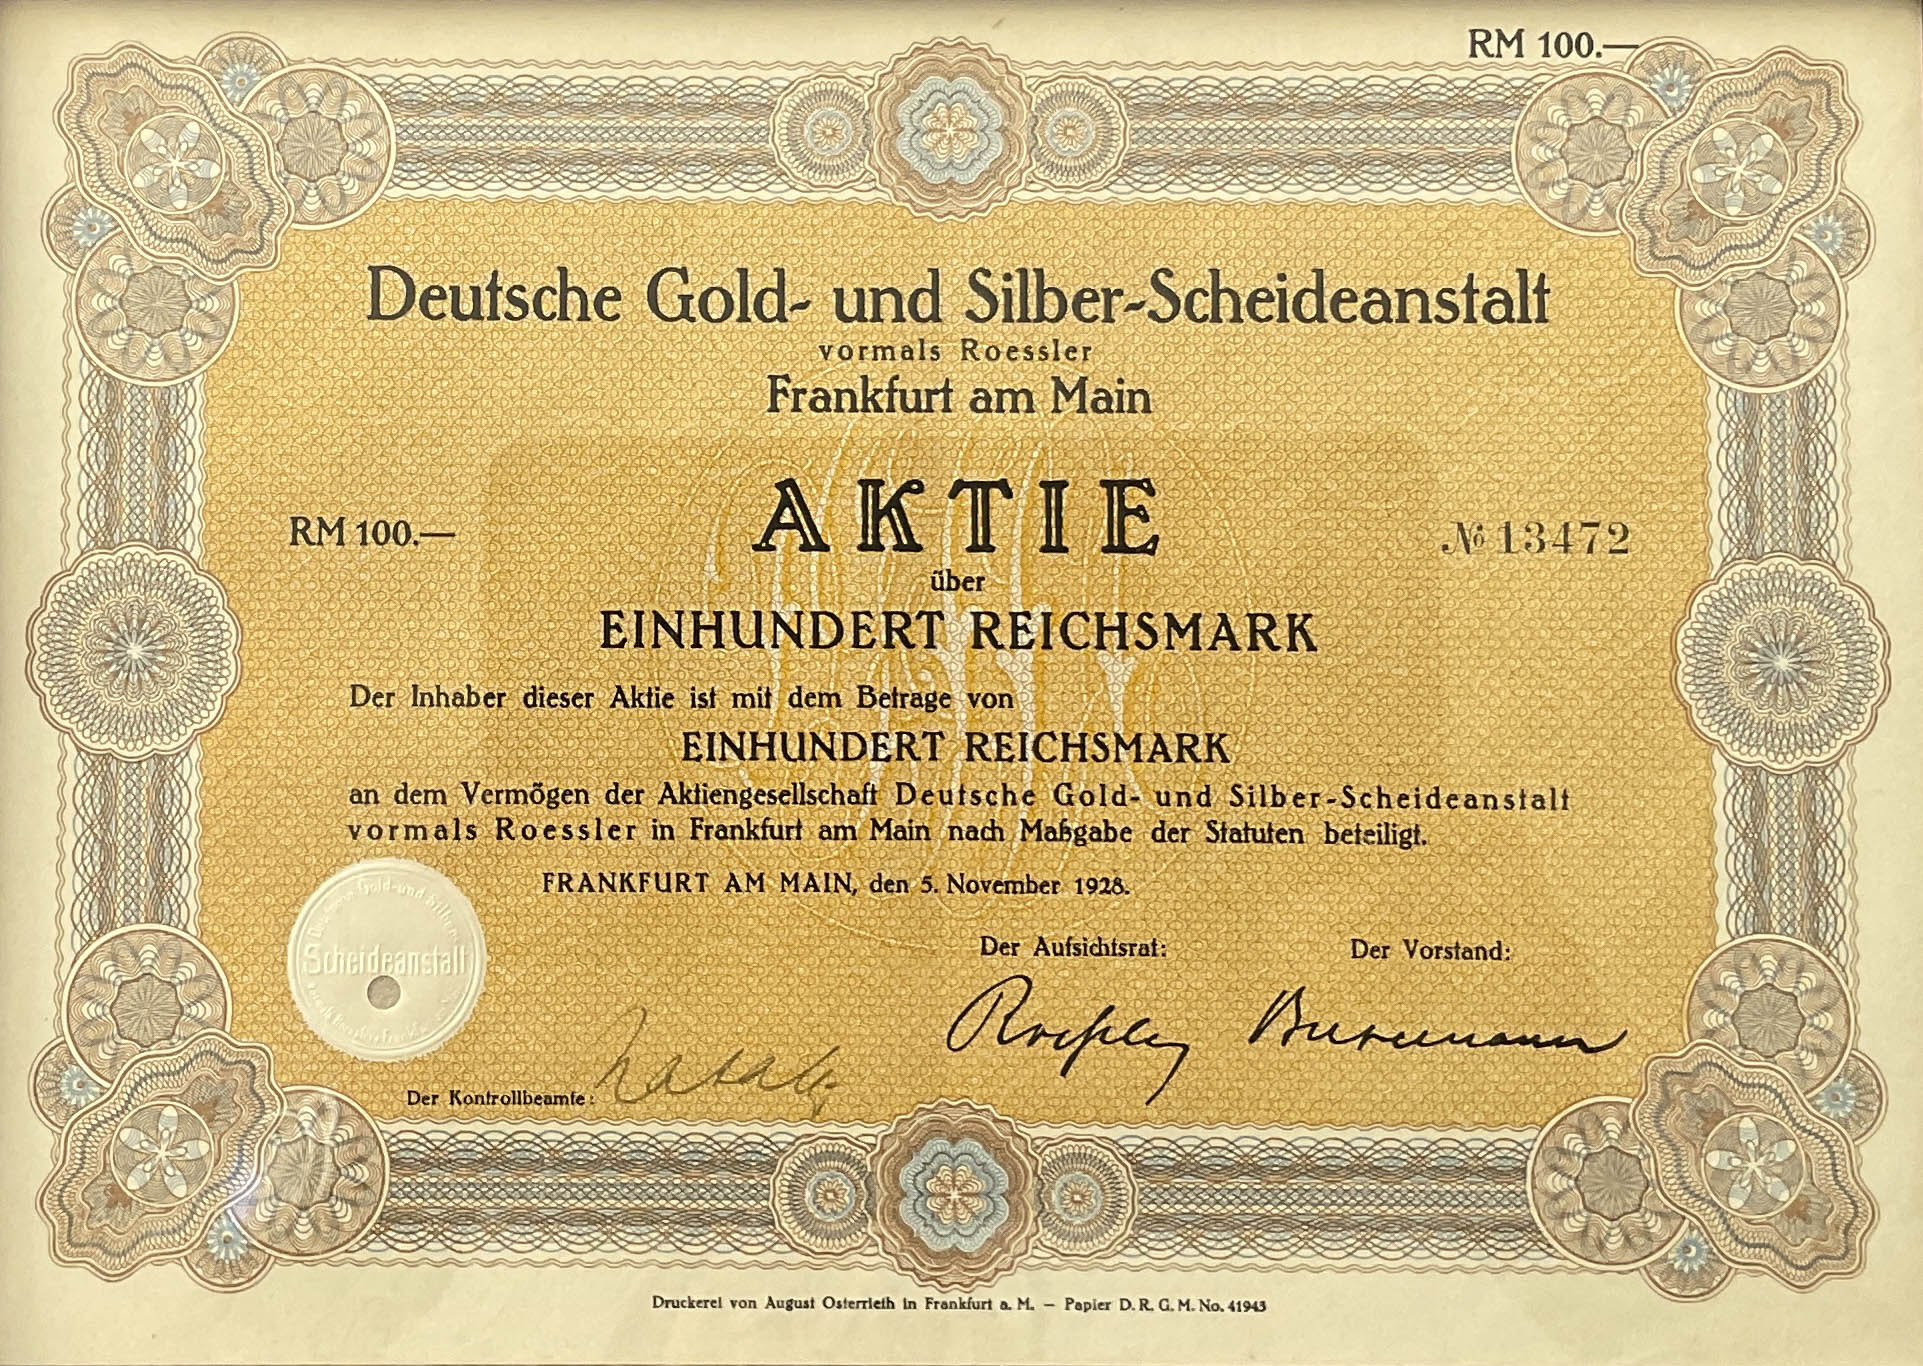 RM 100.—
Deutsche Gold- und Silber-Scheideanstalt
vormals Roessler
Frankfurt am Main
AKTIE
RM 100.—
№ 13472
über
EINHUNDERT REICHSMARK
Der Inhaber dieser Aktie ist mit dem Betrage von
EINHUNDERT REICHSMARK
an dem Vermögen der Aktiengesellschaft Deutsche Gold- und Silber-Scheideanstalt
vormals Roessler in Frankfurt am Main nach Maßgabe der Statuten beteiligt.
FRANKFURT AM MAIN, den 5. November 1928.
Scheideanstalt
Der Aufsichtsrat:
Der Vorstand:
Roeßler
Der Kontrollbeamte:
Druckerei von August Osterrieth in Frankfurt a. M. — Papier D. R. G. M. No. 41943